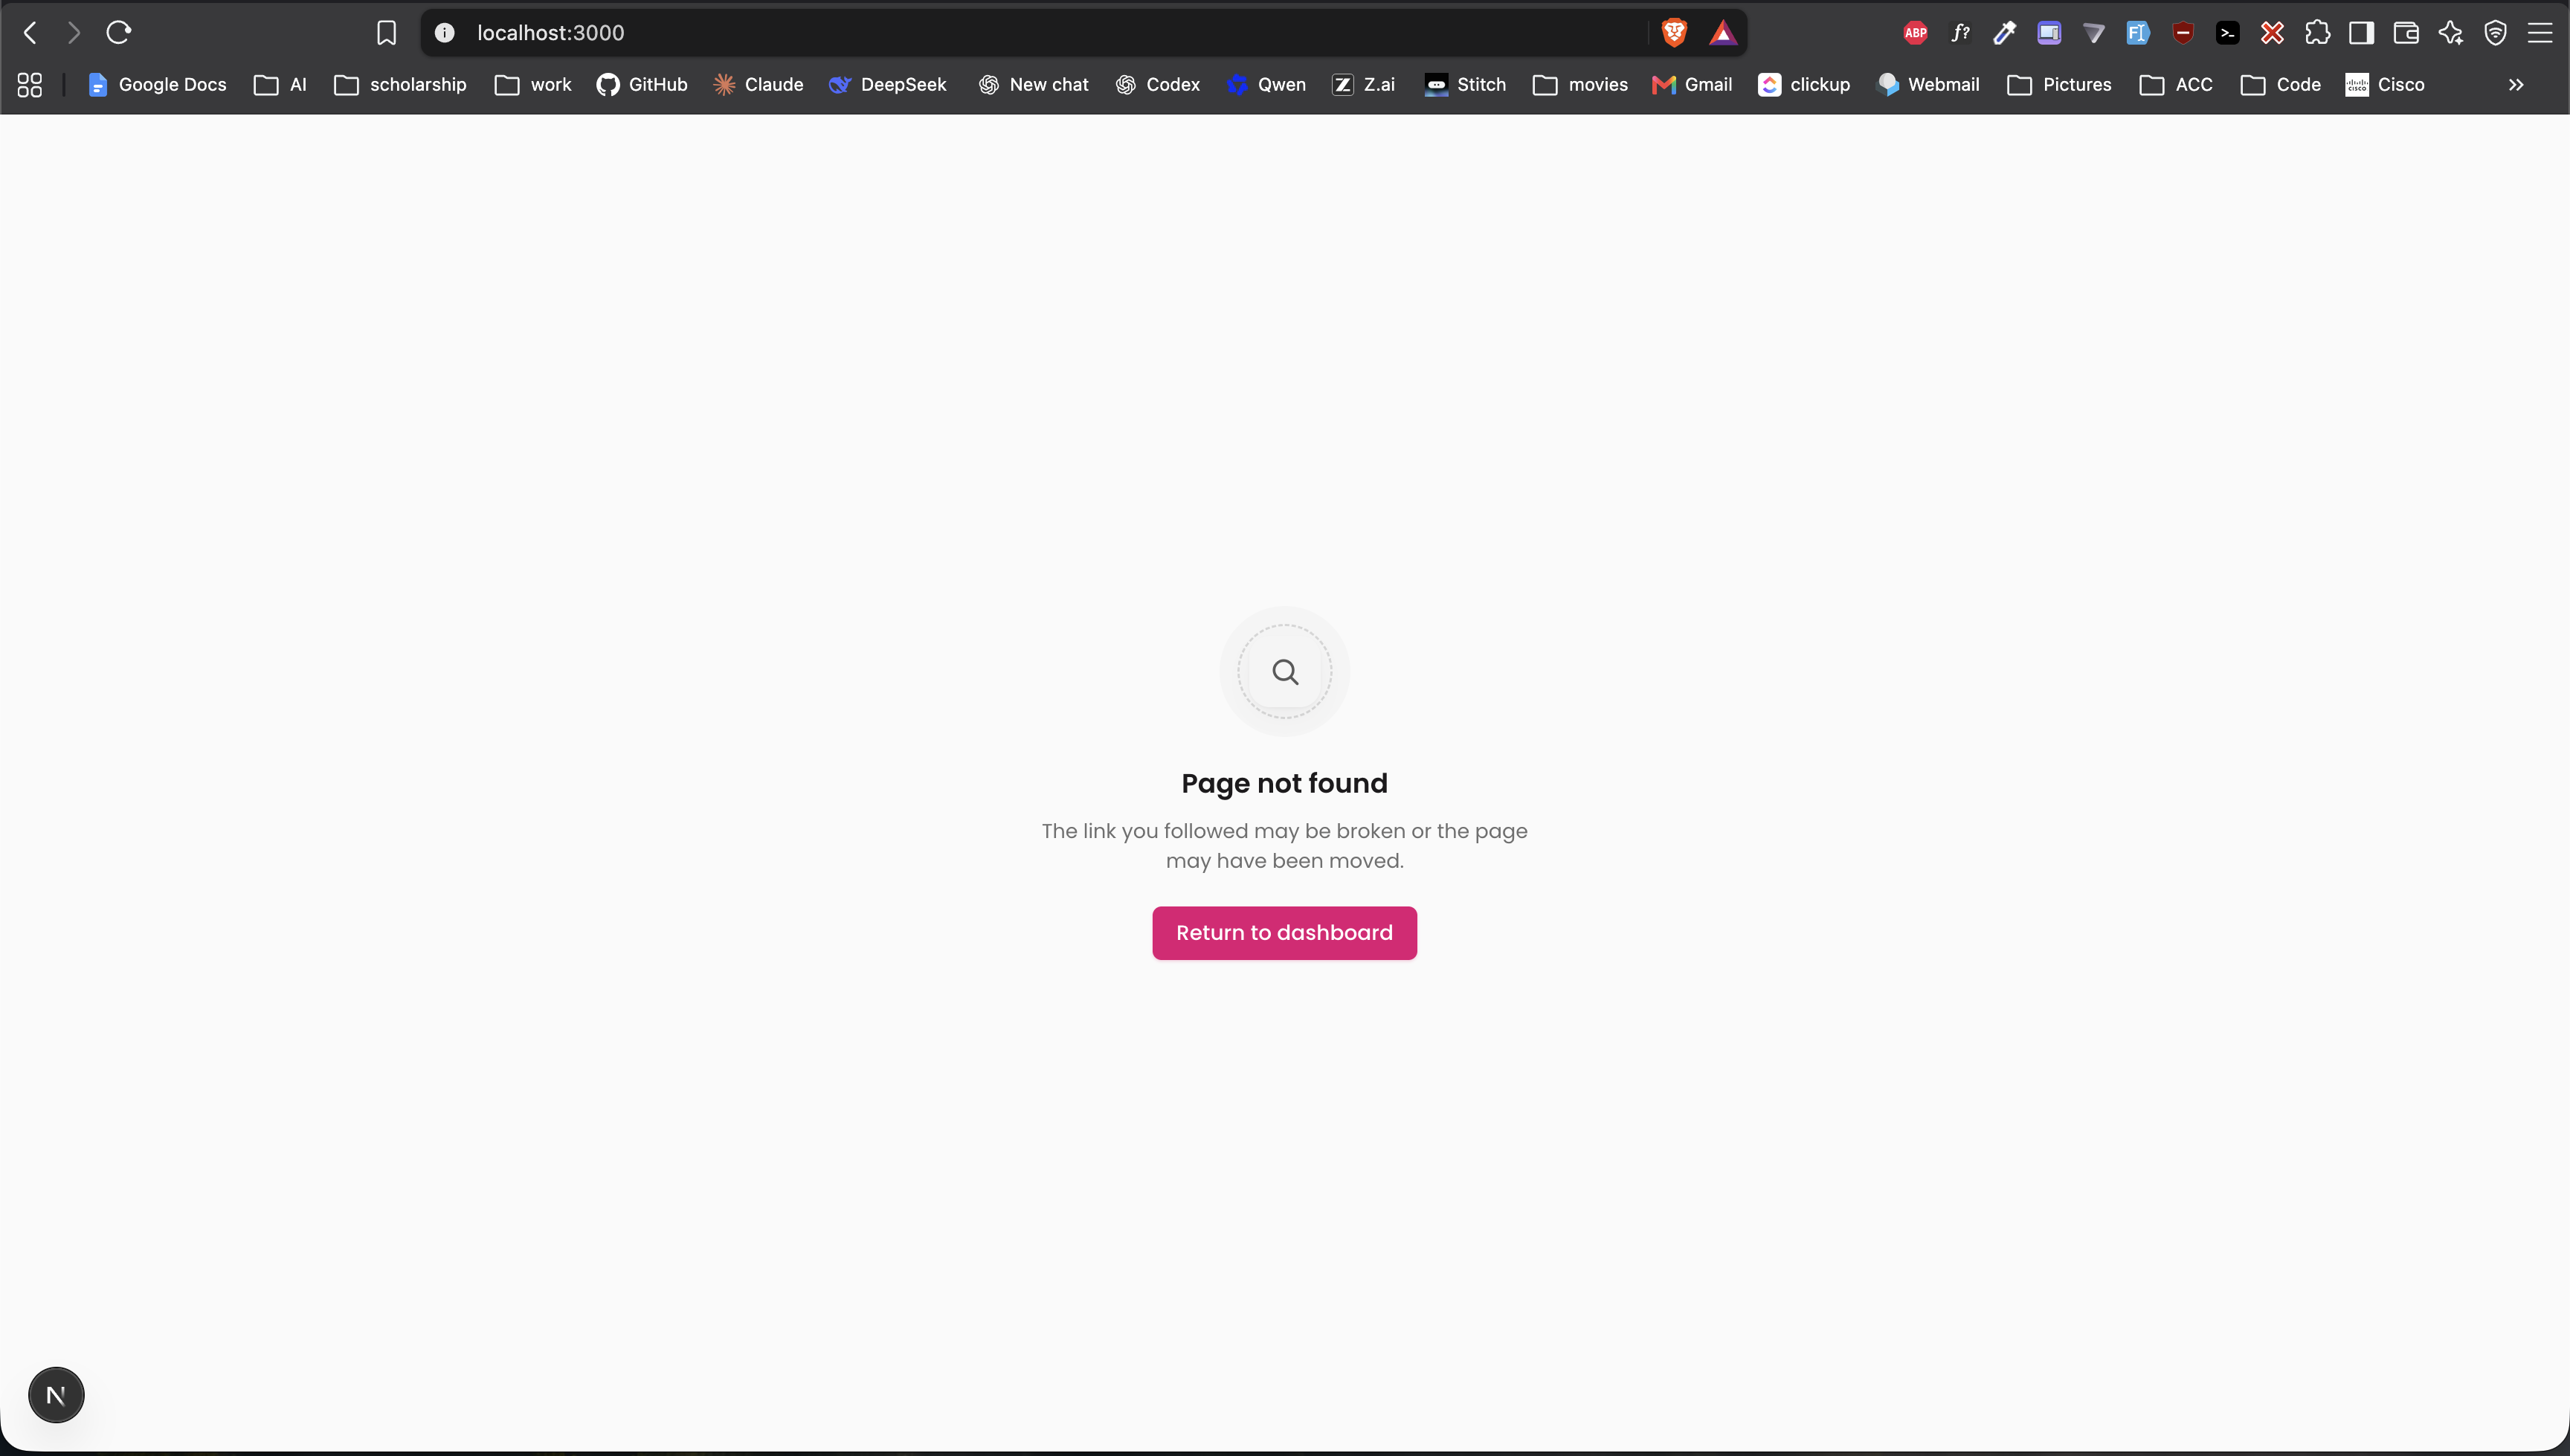 localhost:3000
ABP
f?
Google Docs
AI
scholarship
work
GitHub
Claude
DeepSeek
New chat
Codex
Qwen
Z.ai
Stitch
movies
Gmail
clickup
Webmail
Pictures
ACC
Code
Cisco
Page not found
The link you followed may be broken or the page
may have been moved.
Return to dashboard
N